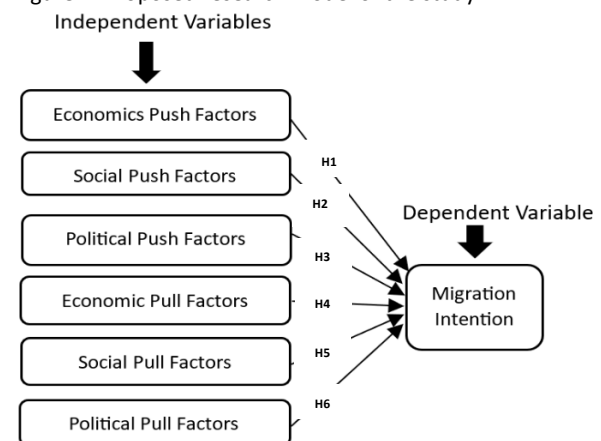 Independent Variables
Economics Push Factors
H1
Social Push Factors
H2
Dependent Variable
Political Push Factors
H3
Economic Pull Factors
H4
Migration
Intention
Social Pull Factors
H5
Political Pull Factors
H6